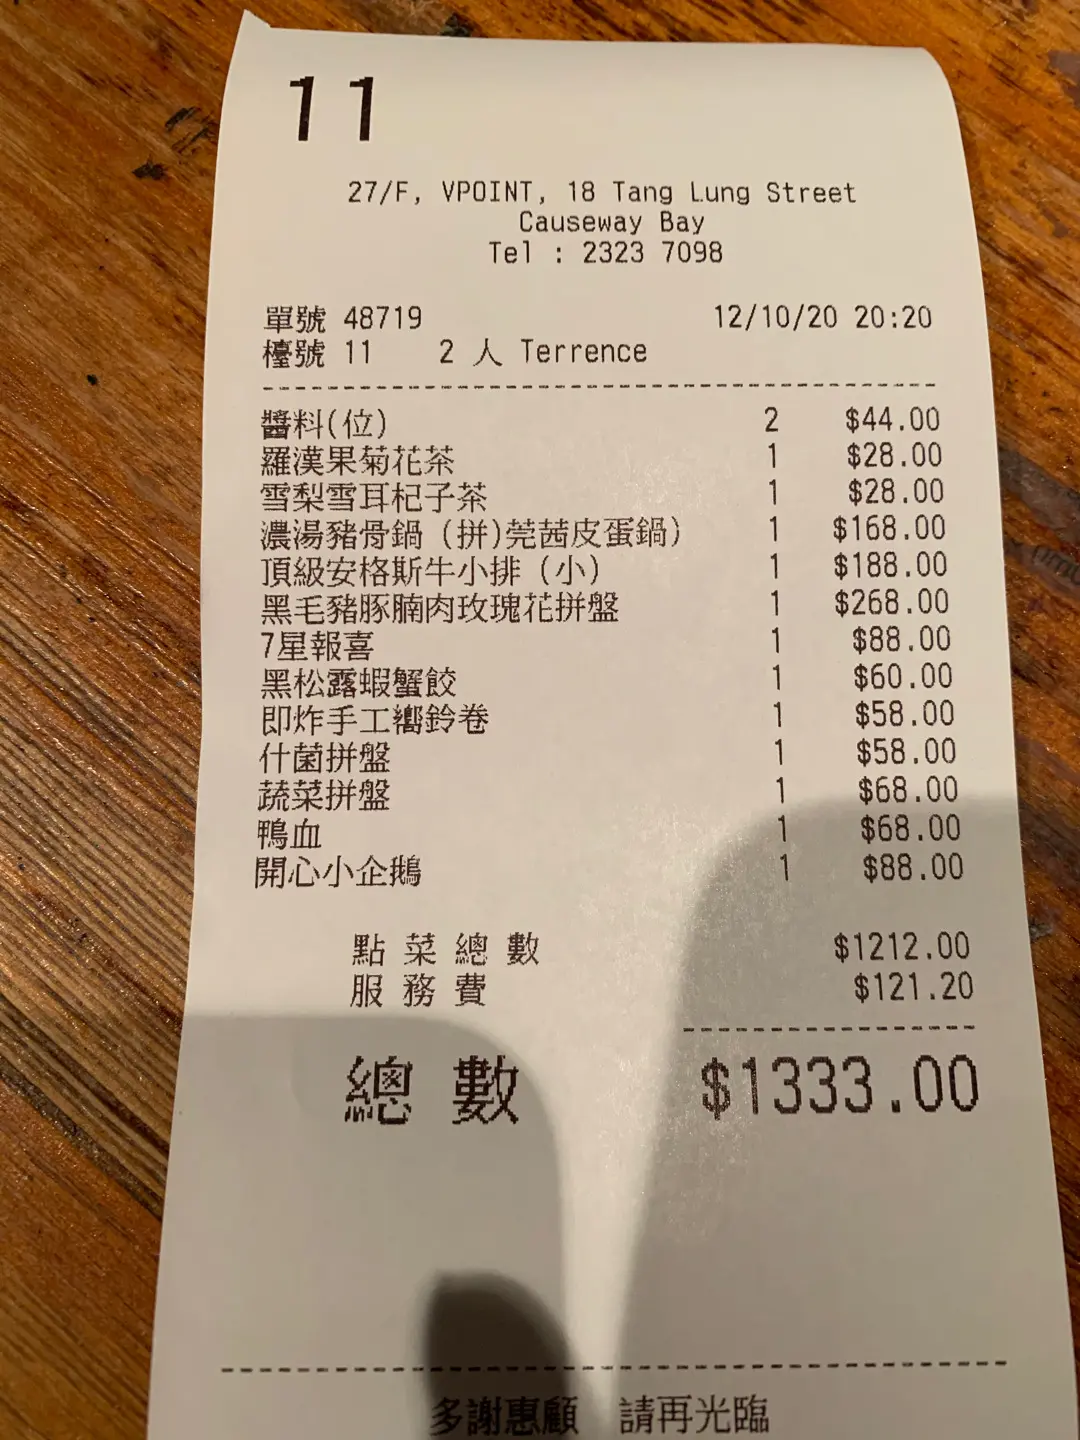 11
27/F, VPOINT, 18 Tang Lung Street
Causeway Bay
Tel : 2323 7098
單號 48719 12/10/20 20:20
檯號 11 2 人 Terrence
醬料(位) 2 $44.00
羅漢果菊花茶 1 $28.00
雪梨雪耳杞子茶 1 $28.00
濃湯豬骨鍋 (拼)芫茜皮蛋鍋) 1 $168.00
頂級安格斯牛小排 (小) 1 $188.00
黑毛豬豚腩肉玫瑰花拼盤 1 $268.00
7星報喜 1 $88.00
黑松露蝦蟹餃 1 $60.00
即炸手工嚮鈴卷 1 $58.00
什菌拼盤 1 $58.00
蔬菜拼盤 1 $68.00
鴨血 1 $68.00
開心小企鵝 1 $88.00
點菜總數 $1212.00
服務費 $121.20
總數 $1333.00
多謝惠顧 請再光臨